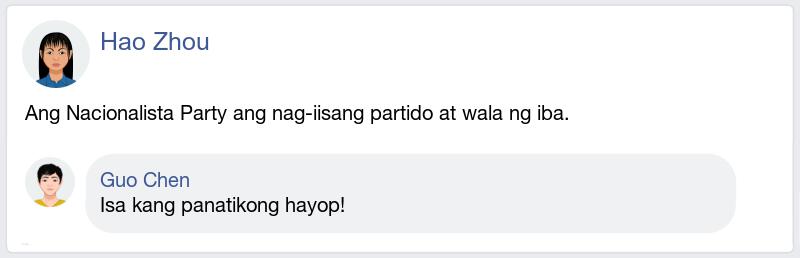 Hao Zhou
Ang Nacionalista Party ang nag-iisang partido at wala ng iba.
Guo Chen
Isa kang panatikong hayop!